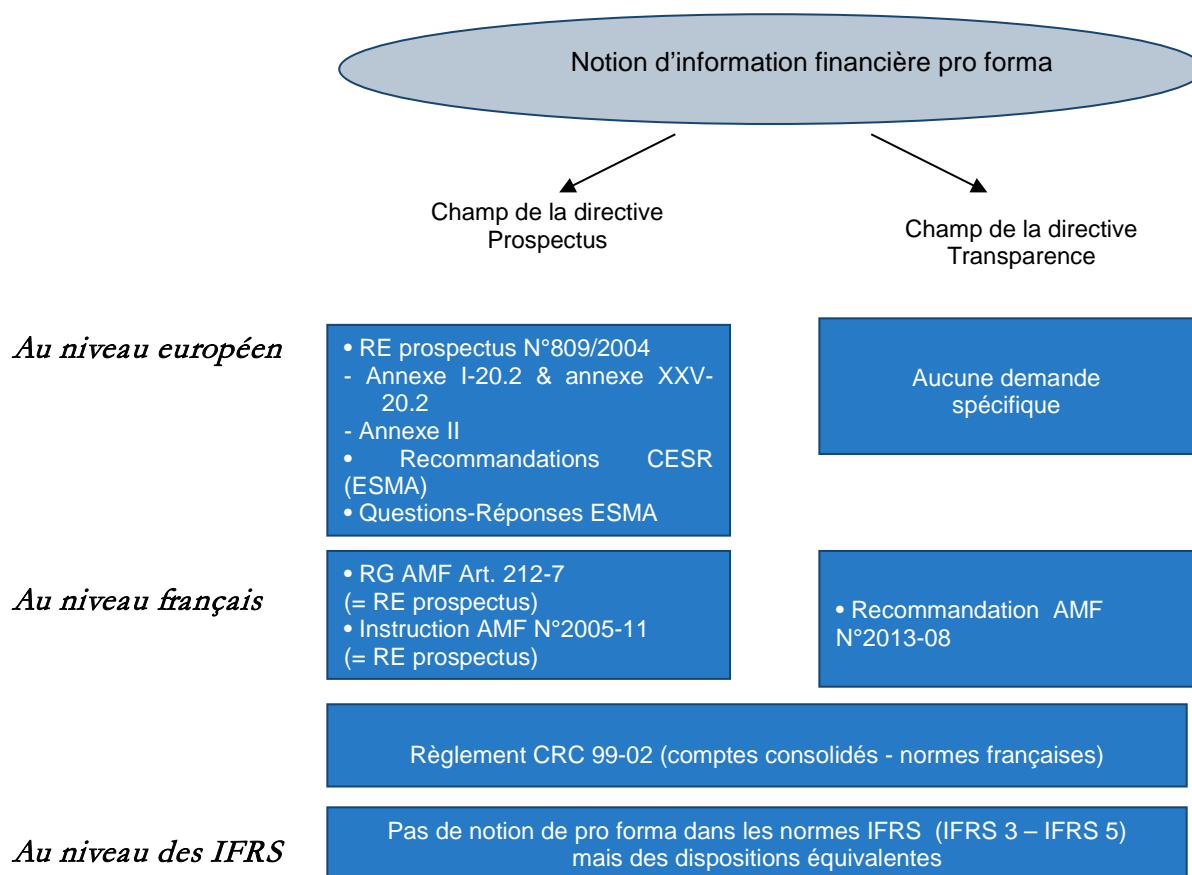 Notion d'information financière pro forma
Champ de la directive
Prospectus
Champ de la directive
Transparence
Au niveau européen
• RE prospectus N°809/2004
- Annexe I-20.2 & annexe XXV-
20.2
- Annexe II
• Recommandations CESR
(ESMA)
• Questions-Réponses ESMA
Aucune demande
spécifique
Au niveau français
• RG AMF Art. 212-7
(= RE prospectus)
• Instruction AMF N°2005-11
(= RE prospectus)
• Recommandation AMF
N°2013-08
Règlement CRC 99-02 (comptes consolidés - normes françaises)
Au niveau des IFRS
Pas de notion de pro forma dans les normes IFRS (IFRS 3 – IFRS 5)
mais des dispositions équivalentes